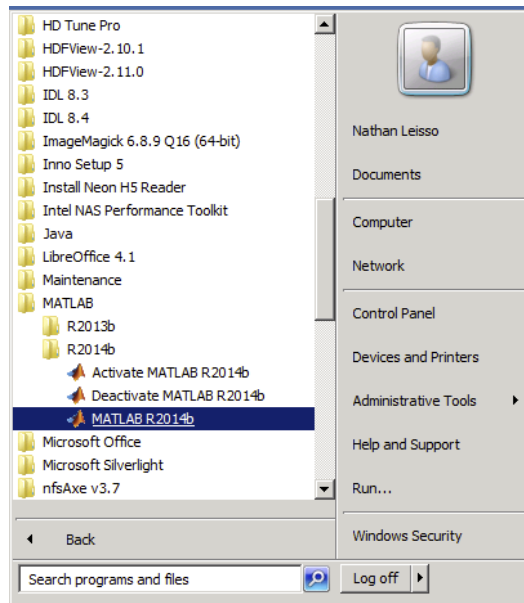 HD Tune Pro
HDFView-2.10.1
HDFView-2.11.0
IDL 8.3
IDL 8.4
ImageMagick 6.8.9 Q16 (64-bit)
Inno Setup 5
Install Neon H5 Reader
Intel NAS Performance Toolkit
Java
LibreOffice 4.1
Maintenance
MATLAB
R2013b
R2014b
Activate MATLAB R2014b
Deactivate MATLAB R2014b
MATLAB R2014b
Microsoft Office
Microsoft Silverlight
nfsAxe v3.7
Back
Search programs and files
Nathan Leisso
Documents
Computer
Network
Control Panel
Devices and Printers
Administrative Tools
Help and Support
Run...
Windows Security
Log off